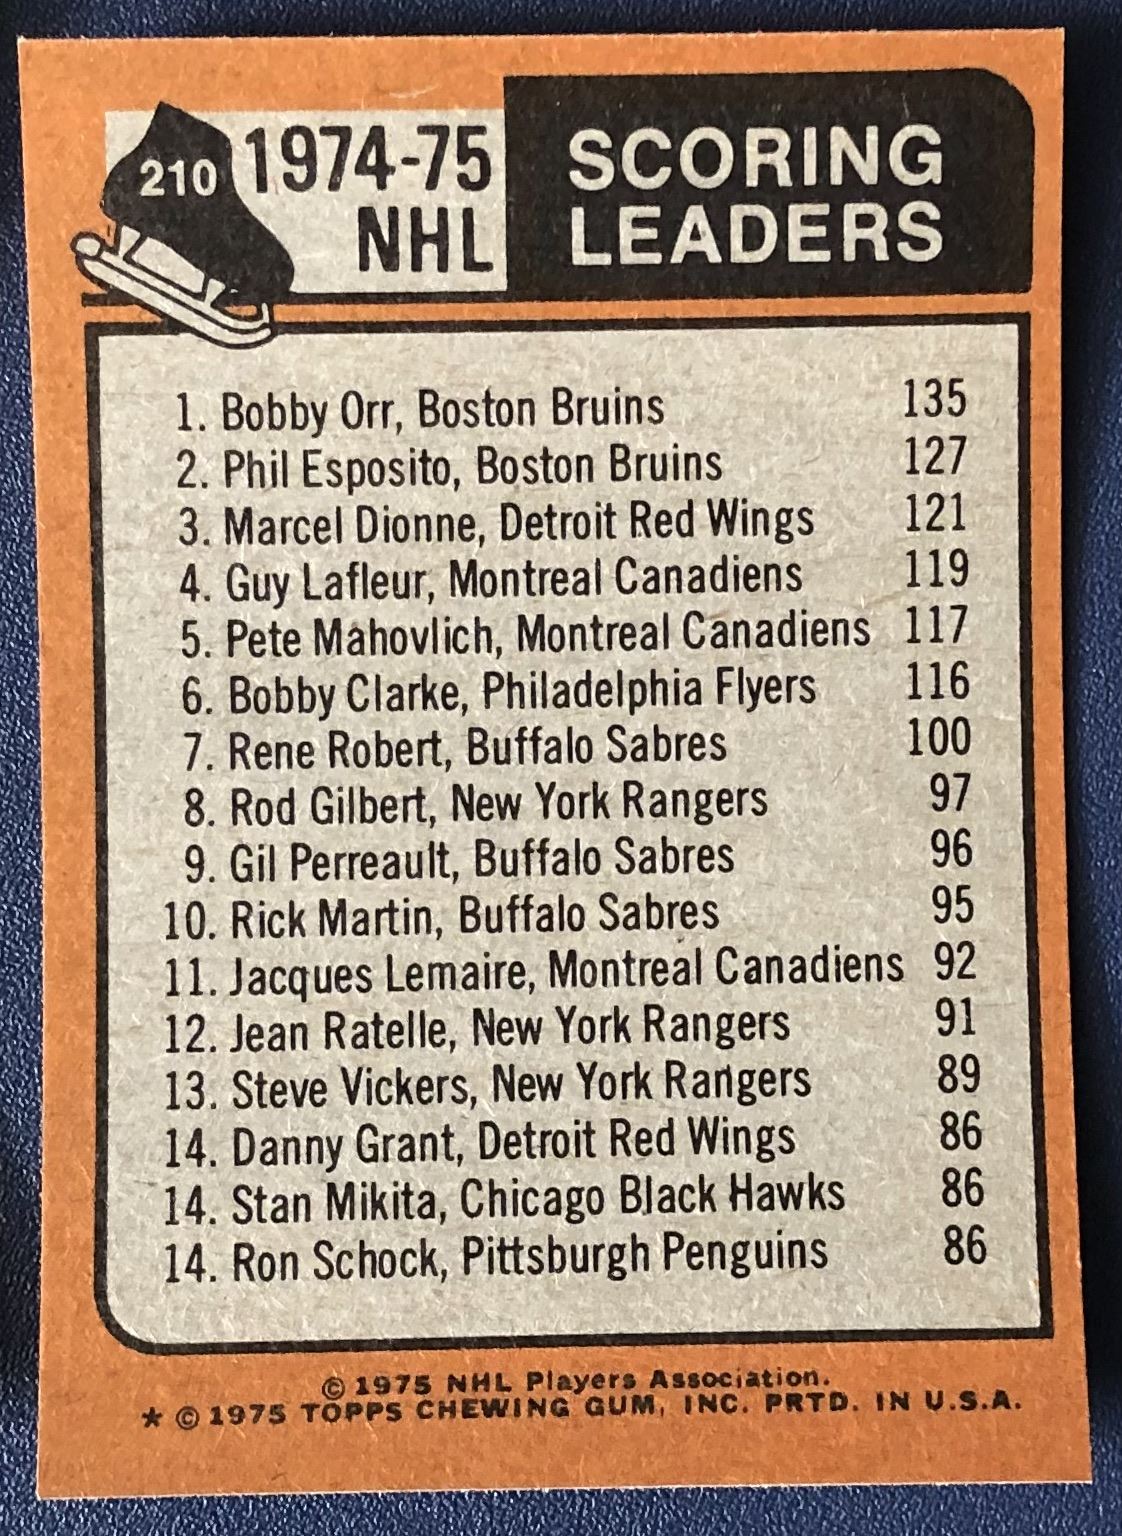 210
1974-75
NHL
SCORING
LEADERS
1. Bobby Orr, Boston Bruins 135
2. Phil Esposito, Boston Bruins 127
3. Marcel Dionne, Detroit Red Wings 121
4. Guy Lafleur, Montreal Canadiens 119
5. Pete Mahovlich, Montreal Canadiens 117
6. Bobby Clarke, Philadelphia Flyers 116
7. Rene Robert, Buffalo Sabres 100
8. Rod Gilbert, New York Rangers 97
9. Gil Perreault, Buffalo Sabres 96
10. Rick Martin, Buffalo Sabres 95
11. Jacques Lemaire, Montreal Canadiens 92
12. Jean Ratelle, New York Rangers 91
13. Steve Vickers, New York Rangers 89
14. Danny Grant, Detroit Red Wings 86
14. Stan Mikita, Chicago Black Hawks 86
14. Ron Schock, Pittsburgh Penguins 86
© 1975 NHL Players Association.
★ © 1975 TOPPS CHEWING GUM, INC. PRTD. IN U.S.A.